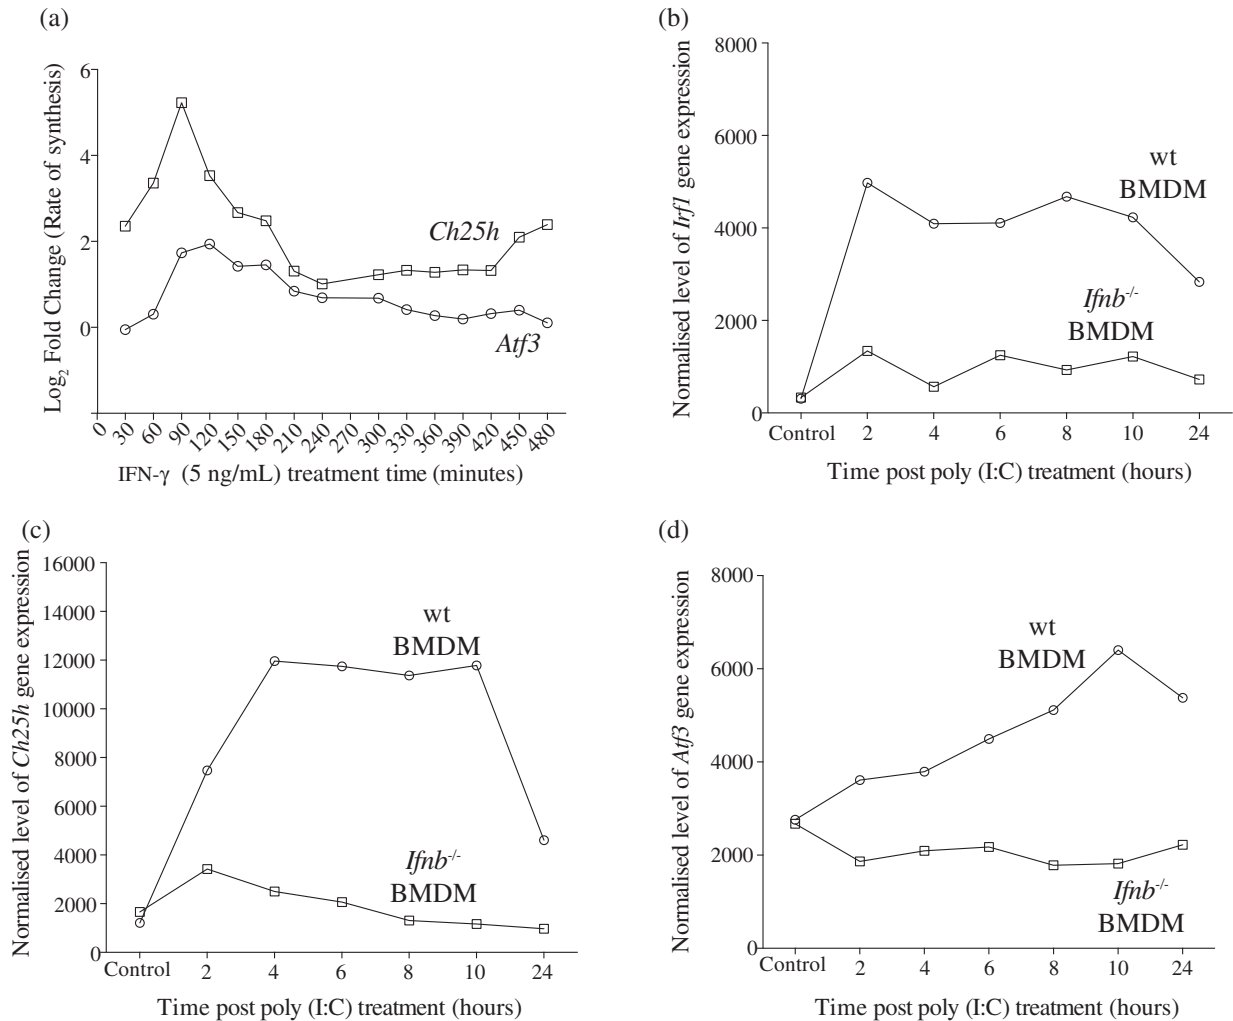 (a)
Log₂ Fold Change (Rate of synthesis)
6
4
2
0
Ch25h
Atf3
0 30 60 90 120 150 180 210 240 270 300 330 360 390 420 450 480
IFN-γ (5 ng/mL) treatment time (minutes)
(b)
Normalised level of Irf1 gene expression
8000
6000
4000
2000
0
wt
BMDM
Ifnb-/-
BMDM
Control 2 4 6 8 10 24
Time post poly (I:C) treatment (hours)
(c)
Normalised level of Ch25h gene expression
16000
14000
12000
10000
8000
6000
4000
2000
0
wt
BMDM
Ifnb-/-
BMDM
Control 2 4 6 8 10 24
Time post poly (I:C) treatment (hours)
(d)
Normalised level of Atf3 gene expression
8000
6000
4000
2000
0
wt
BMDM
Ifnb-/-
BMDM
Control 2 4 6 8 10 24
Time post poly (I:C) treatment (hours)